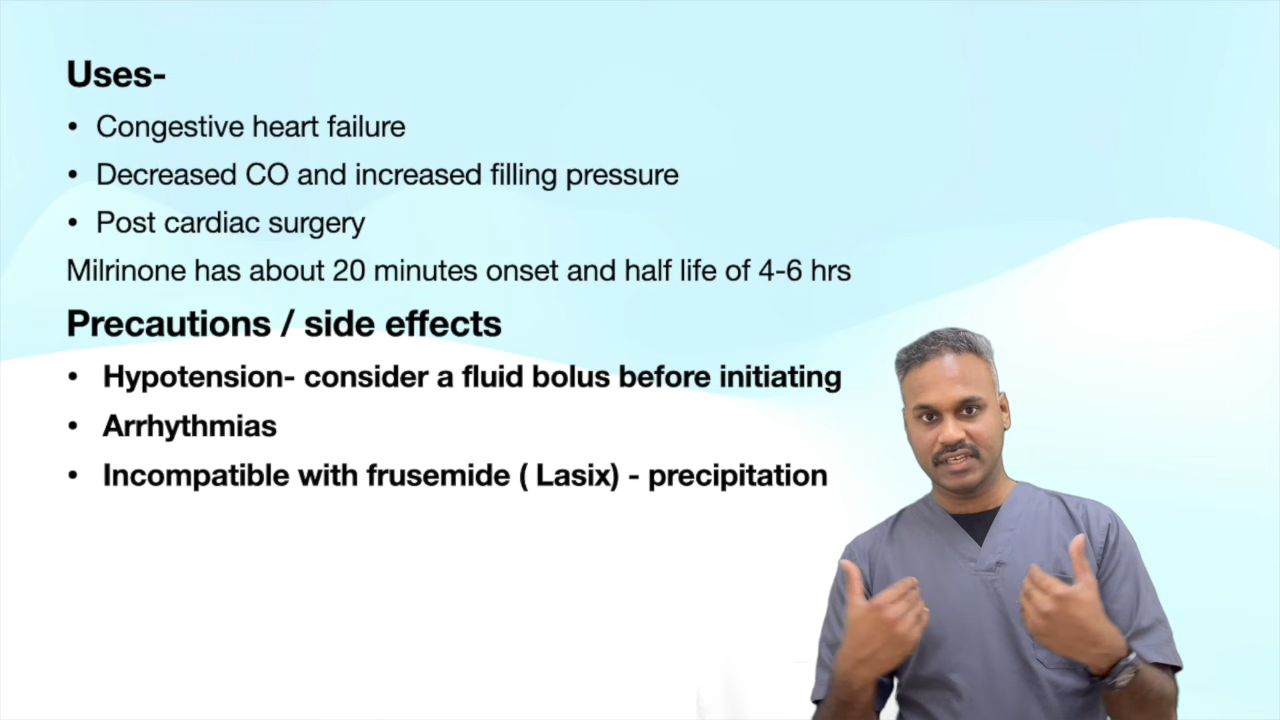 Uses-
• Congestive heart failure
• Decreased CO and increased filling pressure
• Post cardiac surgery
Milrinone has about 20 minutes onset and half life of 4-6 hrs
Precautions / side effects
• Hypotension- consider a fluid bolus before initiating
• Arrhythmias
• Incompatible with frusemide ( Lasix) - precipitation